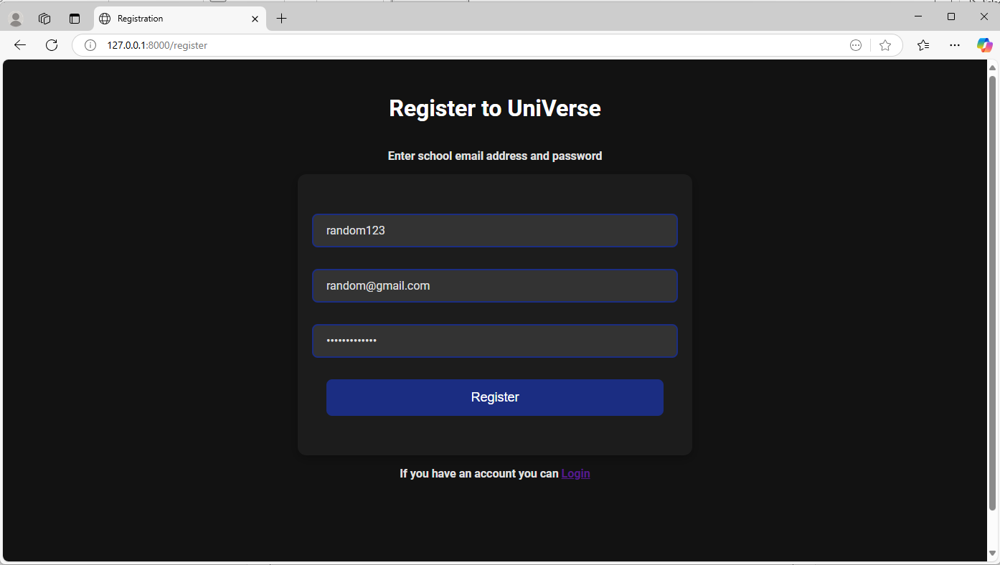 Registration
127.0.0.1:8000/register
Register to UniVerse
Enter school email address and password
random123
random@gmail.com
•••••••••••••
Register
If you have an account you can Login